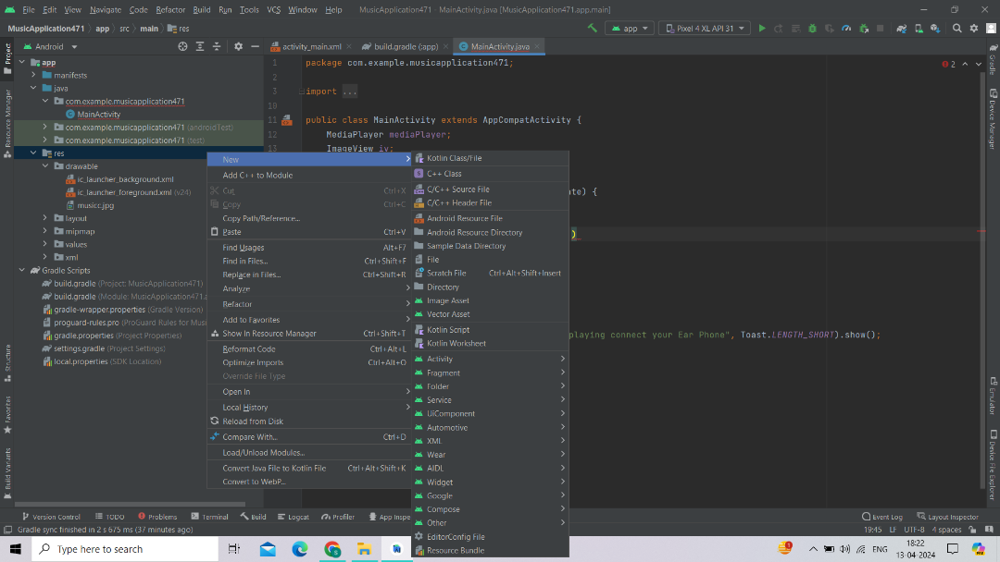 File Edit View Navigate Code Refactor Build Run Tools VCS Window Help MusicApplication471 - MainActivity.java [MusicApplication471.app.main]
MusicApplication471 app src main res
app Pixel 4 XL API 31
Project
Resource Manager
Structure
Favorites
Build Variants
Android
app
manifests
java
com.example.musicapplication471
MainActivity
com.example.musicapplication471 (androidTest)
com.example.musicapplication471 (test)
res
drawable
ic_launcher_background.xml
ic_launcher_foreground.xml (v24)
musicc.jpg
layout
mipmap
values
xml
Gradle Scripts
build.gradle (Project: MusicApplication471)
build.gradle (Module: MusicApplication471.a
gradle-wrapper.properties (Gradle Version)
proguard-rules.pro (ProGuard Rules for Musi
gradle.properties (Project Properties)
settings.gradle (Project Settings)
local.properties (SDK Location)
activity_main.xml build.gradle (:app) MainActivity.java
1 package com.example.musicapplication471;
2
3 import ...
10
11 public class MainActivity extends AppCompatActivity {
12 MediaPlayer mediaPlayer;
13 ImageView iv;
te) {
)
playing connect your Ear Phone", Toast.LENGTH_SHORT).show();
2
New
Add C++ to Module
Cut Ctrl+X
Copy Ctrl+C
Copy Path/Reference...
Paste Ctrl+V
Find Usages Alt+F7
Find in Files... Ctrl+Shift+F
Replace in Files... Ctrl+Shift+R
Analyze
Refactor
Add to Favorites
Show In Resource Manager Ctrl+Shift+T
Reformat Code Ctrl+Alt+L
Optimize Imports Ctrl+Alt+O
Override File Type
Open In
Local History
Reload from Disk
Compare With... Ctrl+D
Load/Unload Modules...
Convert Java File to Kotlin File Ctrl+Alt+Shift+K
Convert to WebP...
Kotlin Class/File
C++ Class
C/C++ Source File
C/C++ Header File
Android Resource File
Android Resource Directory
Sample Data Directory
File
Scratch File Ctrl+Alt+Shift+Insert
Directory
Image Asset
Vector Asset
Kotlin Script
Kotlin Worksheet
Activity
Fragment
Folder
Service
UiComponent
Automotive
XML
Wear
AIDL
Widget
Google
Compose
Other
EditorConfig File
Resource Bundle
Gradle
Device Manager
Emulator
Device File Explorer
Version Control TODO Problems Terminal Build Logcat Profiler App Inspe Event Log Layout Inspector
Gradle sync finished in 2 s 675 ms (37 minutes ago) 19:45 LF UTF-8 4 spaces
Type here to search
ENG
18:22
13-04-2024